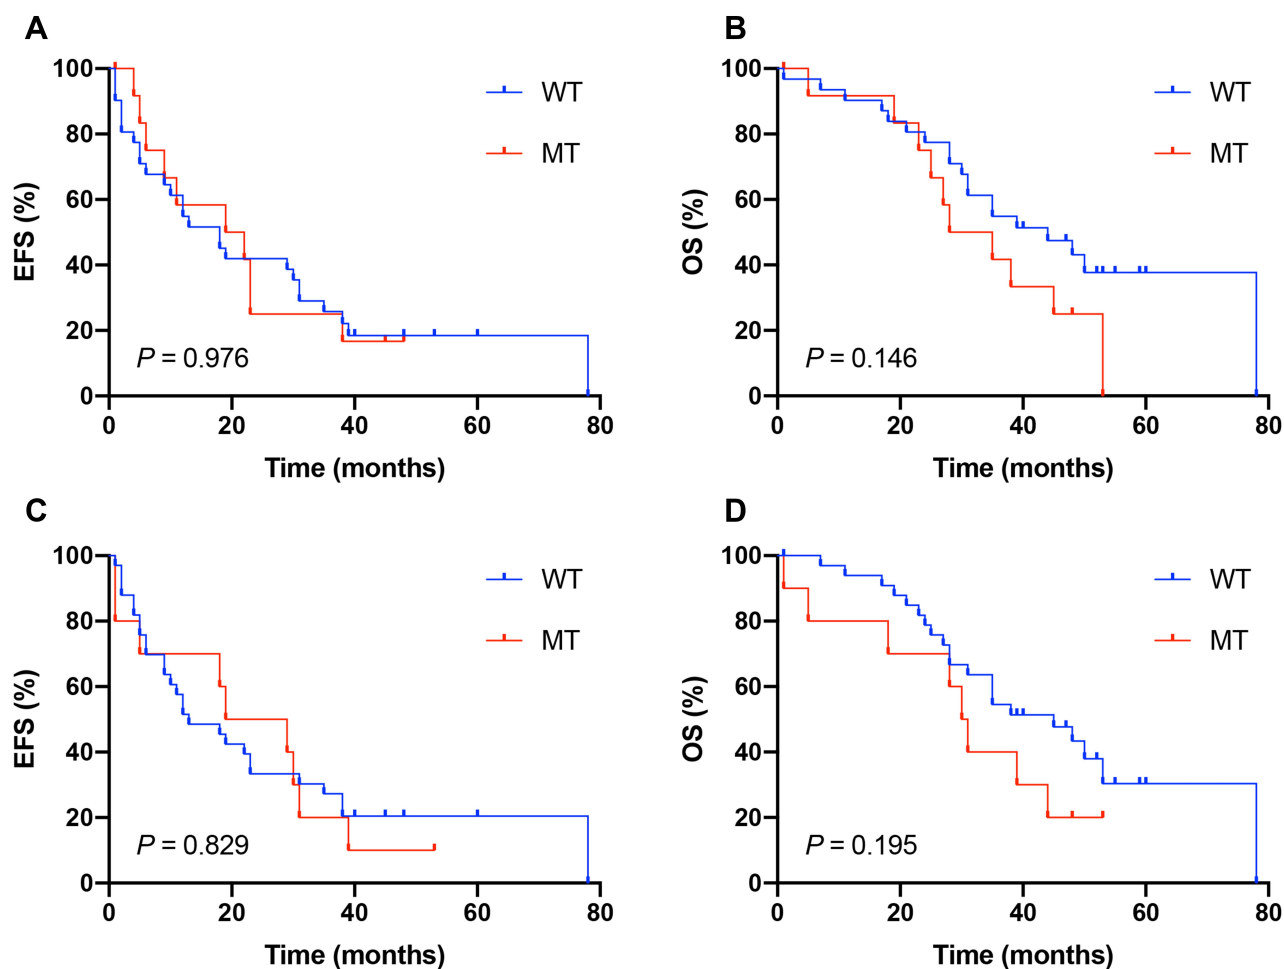 A
EFS (%)
100
80
60
40
20
0
0 20 40 60 80
Time (months)
WT
MT
P = 0.976
B
OS (%)
100
80
60
40
20
0
0 20 40 60 80
Time (months)
WT
MT
P = 0.146
C
EFS (%)
100
80
60
40
20
0
0 20 40 60 80
Time (months)
WT
MT
P = 0.829
D
OS (%)
100
80
60
40
20
0
0 20 40 60 80
Time (months)
WT
MT
P = 0.195